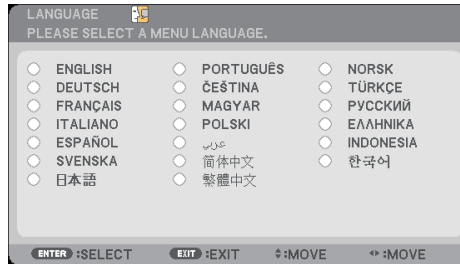 LANGUAGE
PLEASE SELECT A MENU LANGUAGE.
ENGLISH
DEUTSCH
FRANÇAIS
ITALIANO
ESPAÑOL
SVENSKA
日本語
PORTUGUÊS
ČEŠTINA
MAGYAR
POLSKI
عربي
简体中文
繁體中文
NORSK
TÜRKÇE
РУССКИЙ
ΕΛΛΗΝΙΚΑ
INDONESIA
한국어
ENTER :SELECT EXIT :EXIT :MOVE :MOVE